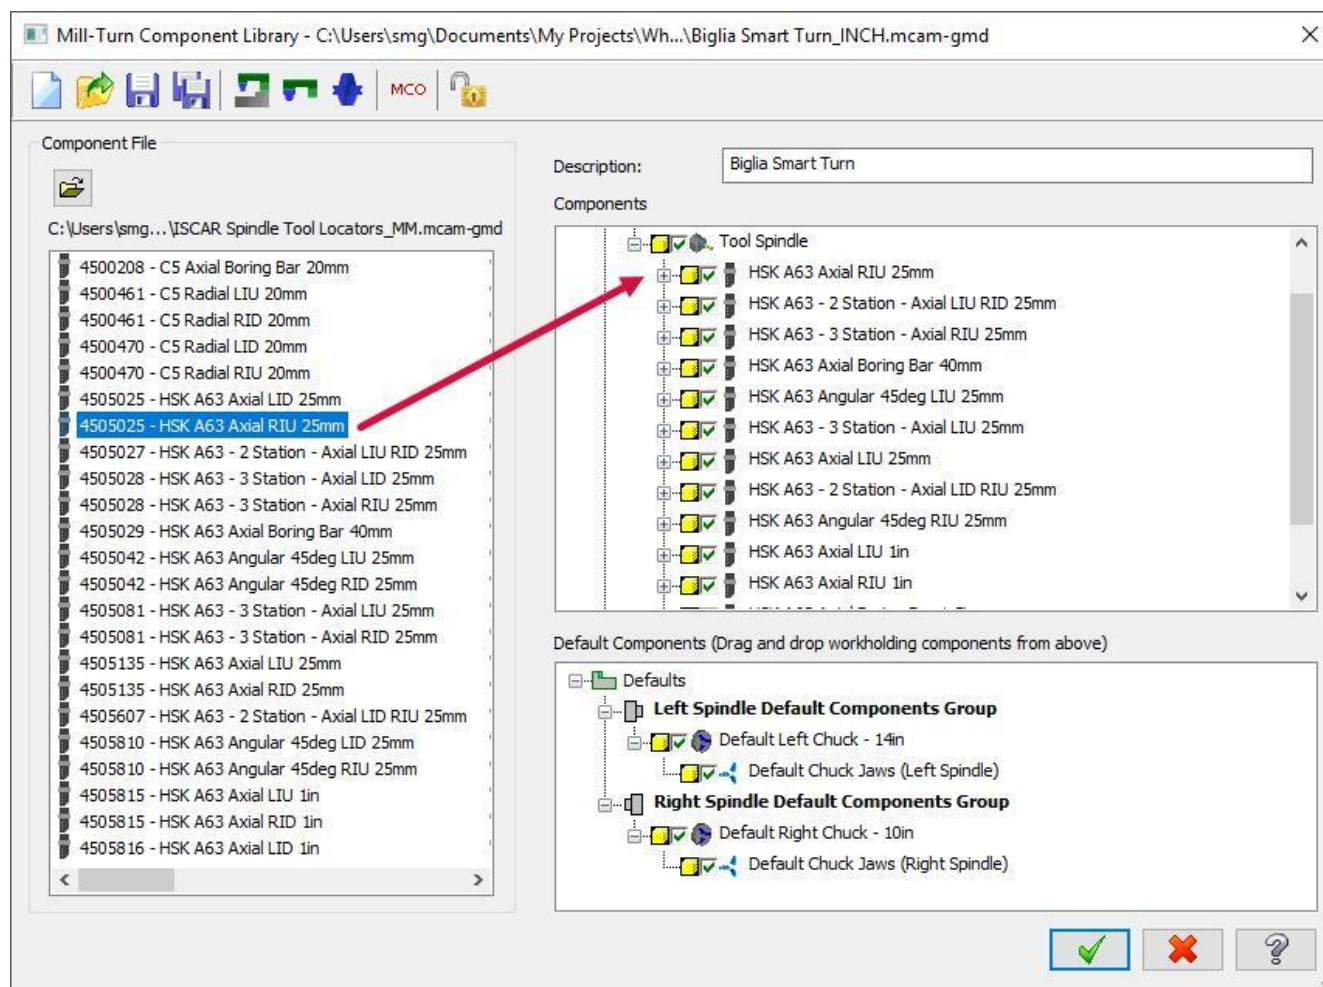 Mill-Turn Component Library - C:\Users\smg\Documents\My Projects\Wh...\Biglia Smart Turn_INCH.mcam-gmd
MCO
Component File
C:\Users\smg...\ISCAR Spindle Tool Locators_MM.mcam-gmd
4500208 - C5 Axial Boring Bar 20mm
4500461 - C5 Radial LIU 20mm
4500461 - C5 Radial RID 20mm
4500470 - C5 Radial LID 20mm
4500470 - C5 Radial RIU 20mm
4505025 - HSK A63 Axial LID 25mm
4505025 - HSK A63 Axial RIU 25mm
4505027 - HSK A63 - 2 Station - Axial LIU RID 25mm
4505028 - HSK A63 - 3 Station - Axial LID 25mm
4505028 - HSK A63 - 3 Station - Axial RIU 25mm
4505029 - HSK A63 Axial Boring Bar 40mm
4505042 - HSK A63 Angular 45deg LIU 25mm
4505042 - HSK A63 Angular 45deg RID 25mm
4505081 - HSK A63 - 3 Station - Axial LIU 25mm
4505081 - HSK A63 - 3 Station - Axial RID 25mm
4505135 - HSK A63 Axial LIU 25mm
4505135 - HSK A63 Axial RID 25mm
4505607 - HSK A63 - 2 Station - Axial LID RIU 25mm
4505810 - HSK A63 Angular 45deg LID 25mm
4505810 - HSK A63 Angular 45deg RIU 25mm
4505815 - HSK A63 Axial LIU 1in
4505815 - HSK A63 Axial RID 1in
4505816 - HSK A63 Axial LID 1in
Description:
Biglia Smart Turn
Components
Tool Spindle
HSK A63 Axial RIU 25mm
HSK A63 - 2 Station - Axial LIU RID 25mm
HSK A63 - 3 Station - Axial RIU 25mm
HSK A63 Axial Boring Bar 40mm
HSK A63 Angular 45deg LIU 25mm
HSK A63 - 3 Station - Axial LIU 25mm
HSK A63 Axial LIU 25mm
HSK A63 - 2 Station - Axial LID RIU 25mm
HSK A63 Angular 45deg RIU 25mm
HSK A63 Axial LIU 1in
HSK A63 Axial RIU 1in
Default Components (Drag and drop workholding components from above)
Defaults
Left Spindle Default Components Group
Default Left Chuck - 14in
Default Chuck Jaws (Left Spindle)
Right Spindle Default Components Group
Default Right Chuck - 10in
Default Chuck Jaws (Right Spindle)